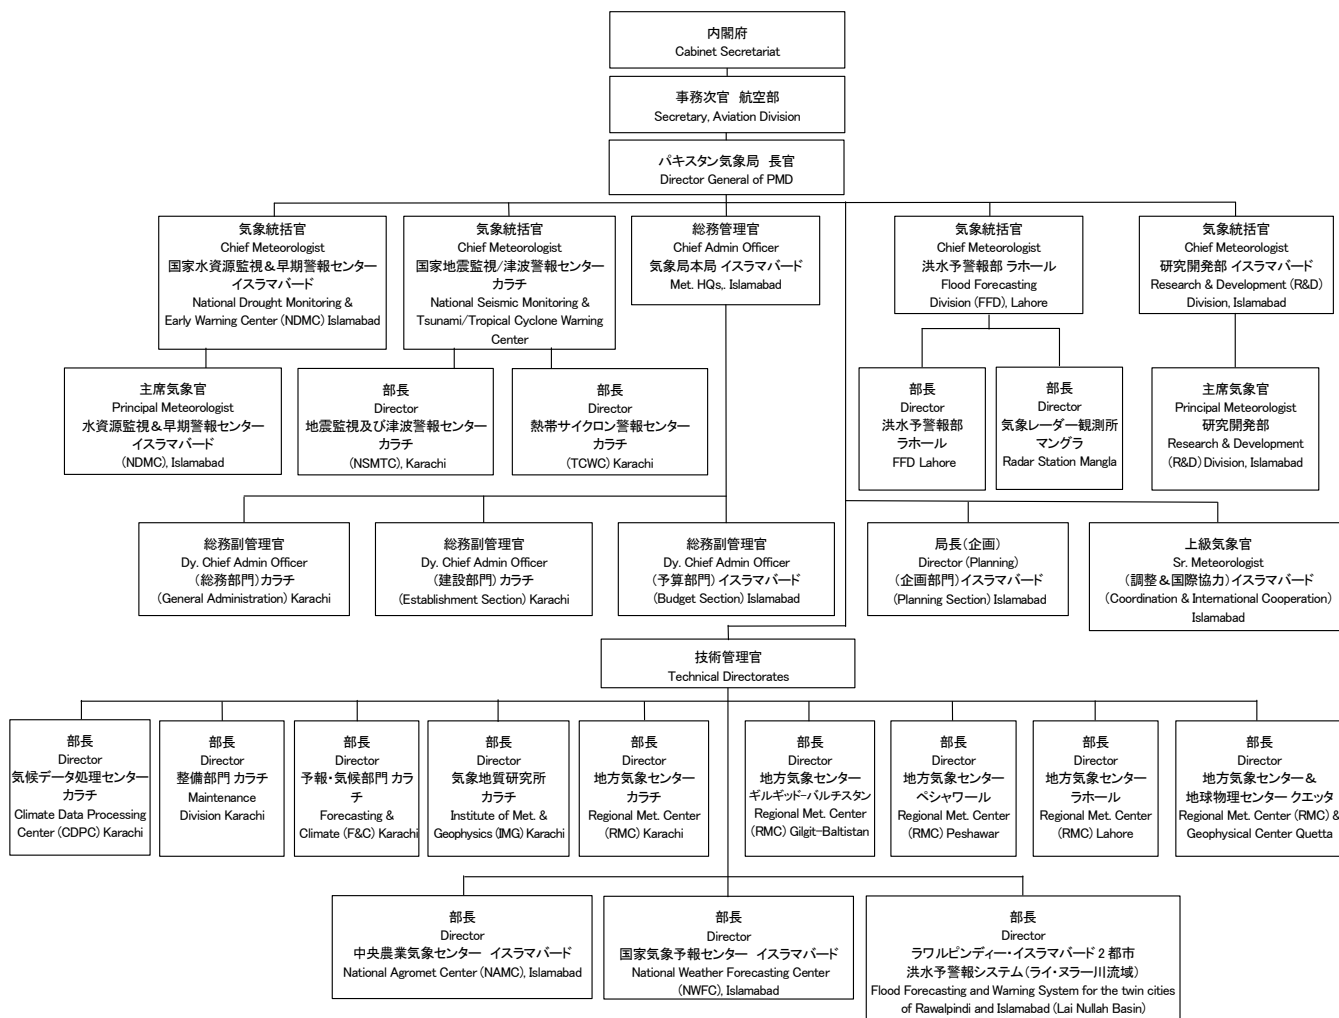 内閣府
Cabinet Secretariat
事務次官 航空部
Secretary, Aviation Division
パキスタン気象局 長官
Director General of PMD
気象統括官
Chief Meteorologist
国家水資源監視＆早期警報センター
イスラマバード
National Drought Monitoring &
Early Warning Center (NDMC) Islamabad
気象統括官
Chief Meteorologist
国家地震監視/津波警報センター
カラチ
National Seismic Monitoring &
Tsunami/Tropical Cyclone Warning
Center
総務管理官
Chief Admin Officer
気象局本局 イスラマバード
Met. HQs,. Islamabad
気象統括官
Chief Meteorologist
洪水予警報部 ラホール
Flood Forecasting
Division (FFD), Lahore
気象統括官
Chief Meteorologist
研究開発部 イスラマバード
Research & Development (R&D)
Division, Islamabad
主席気象官
Principal Meteorologist
水資源監視＆早期警報センター
イスラマバード
(NDMC), Islamabad
部長
Director
地震監視及び津波警報センター
カラチ
(NSMTC), Karachi
部長
Director
熱帯サイクロン警報センター
カラチ
(TCWC) Karachi
部長
Director
洪水予警報部
ラホール
FFD Lahore
部長
Director
気象レーダー観測所
マングラ
Radar Station Mangla
主席気象官
Principal Meteorologist
研究開発部
Research & Development
(R&D) Division, Islamabad
総務副管理官
Dy. Chief Admin Officer
(総務部門)カラチ
(General Administration) Karachi
総務副管理官
Dy. Chief Admin Officer
(建設部門)カラチ
(Establishment Section) Karachi
総務副管理官
Dy. Chief Admin Officer
(予算部門)イスラマバード
(Budget Section) Islamabad
局長(企画)
Director (Planning)
(企画部門)イスラマバード
(Planning Section) Islamabad
上級気象官
Sr. Meteorologist
(調整＆国際協力)イスラマバード
(Coordination & International Cooperation)
Islamabad
技術管理官
Technical Directorates
部長
Director
気候データ処理センター
カラチ
Climate Data Processing
Center (CDPC) Karachi
部長
Director
整備部門 カラチ
Maintenance
Division Karachi
部長
Director
予報・気候部門 カラ
チ
Forecasting &
Climate (F&C) Karachi
部長
Director
気象地質研究所
カラチ
Institute of Met. &
Geophysics (IMG) Karachi
部長
Director
地方気象センター
カラチ
Regional Met. Center
(RMC) Karachi
部長
Director
地方気象センター
ギルギッド-バルチスタン
Regional Met. Center
(RMC) Gilgit-Baltistan
部長
Director
地方気象センター
ペシャワール
Regional Met. Center
(RMC) Peshawar
部長
Director
地方気象センター
ラホール
Regional Met. Center
(RMC) Lahore
部長
Director
地方気象センター＆
地球物理センター クエッタ
Regional Met. Center (RMC) &
Geophysical Center Quetta
部長
Director
中央農業気象センター イスラマバード
National Agromet Center (NAMC), Islamabad
部長
Director
国家気象予報センター イスラマバード
National Weather Forecasting Center
(NWFC), Islamabad
部長
Director
ラワルピンディー・イスラマバード２都市
洪水予警報システム(ライ・ヌラー川流域)
Flood Forecasting and Warning System for the twin cities
of Rawalpindi and Islamabad (Lai Nullah Basin)